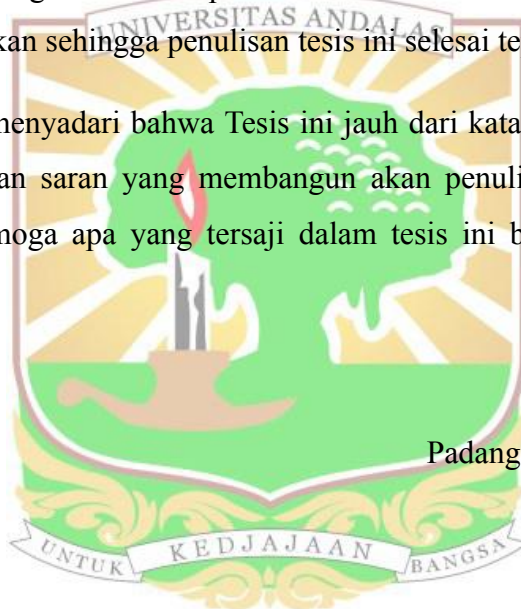 UNIVERSITAS ANDALAS
kan sehingga penulisan tesis ini selesai te
menyadari bahwa Tesis ini jauh dari kata
an saran yang membangun akan penuli
moga apa yang tersaji dalam tesis ini b
Padang
UNTUK KEDJAJAAN BANGSA